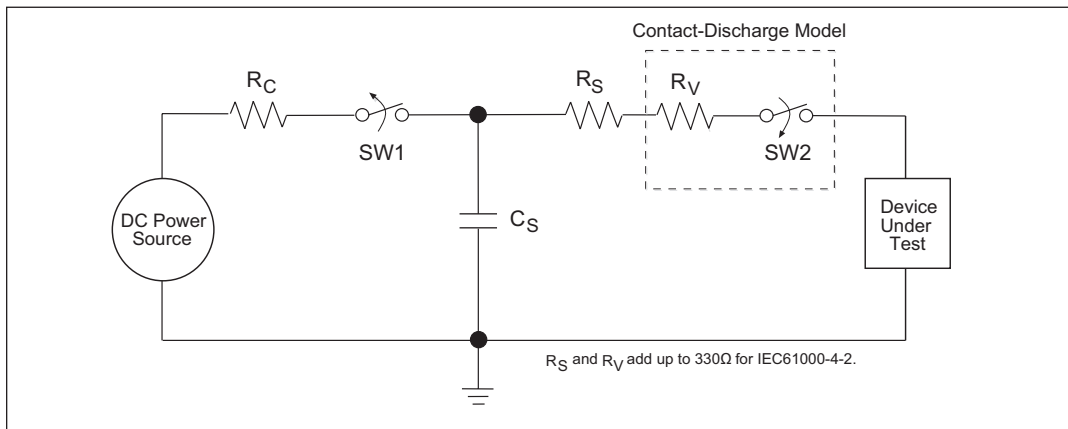 Contact-Discharge Model
RC
RS
RV
SW1
SW2
DC Power
Source
CS
Device
Under
Test
RS and RV add up to 330Ω for IEC61000-4-2.